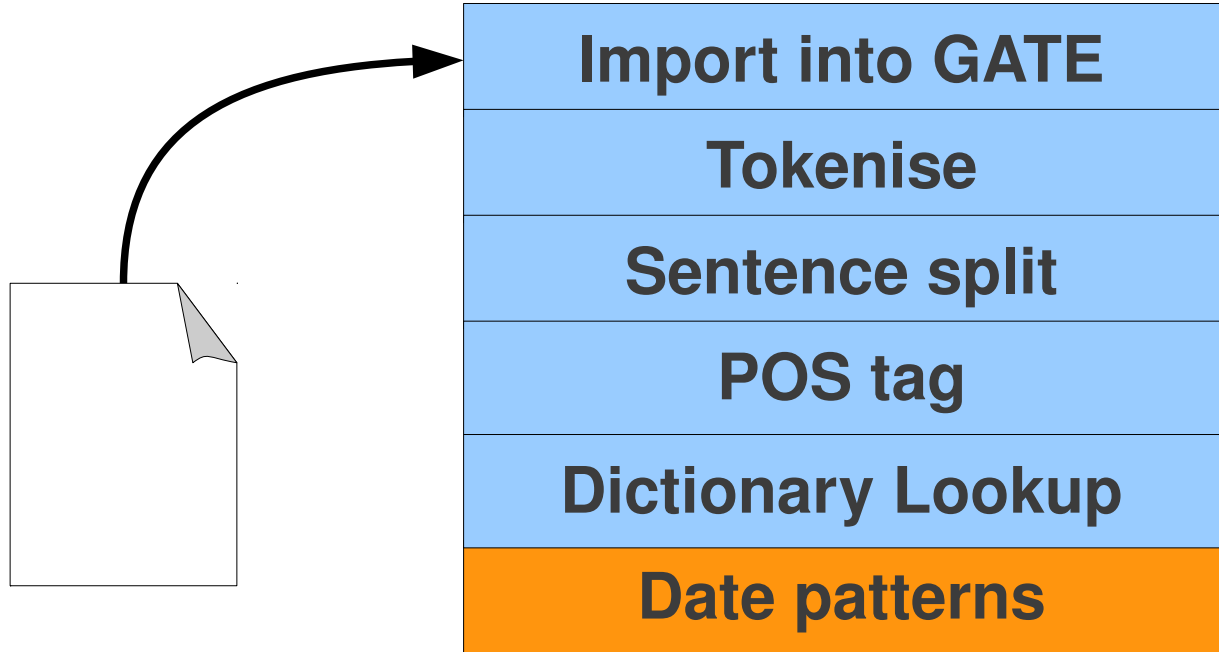 Import into GATE
Tokenise
Sentence split
POS tag
Dictionary Lookup
Date patterns